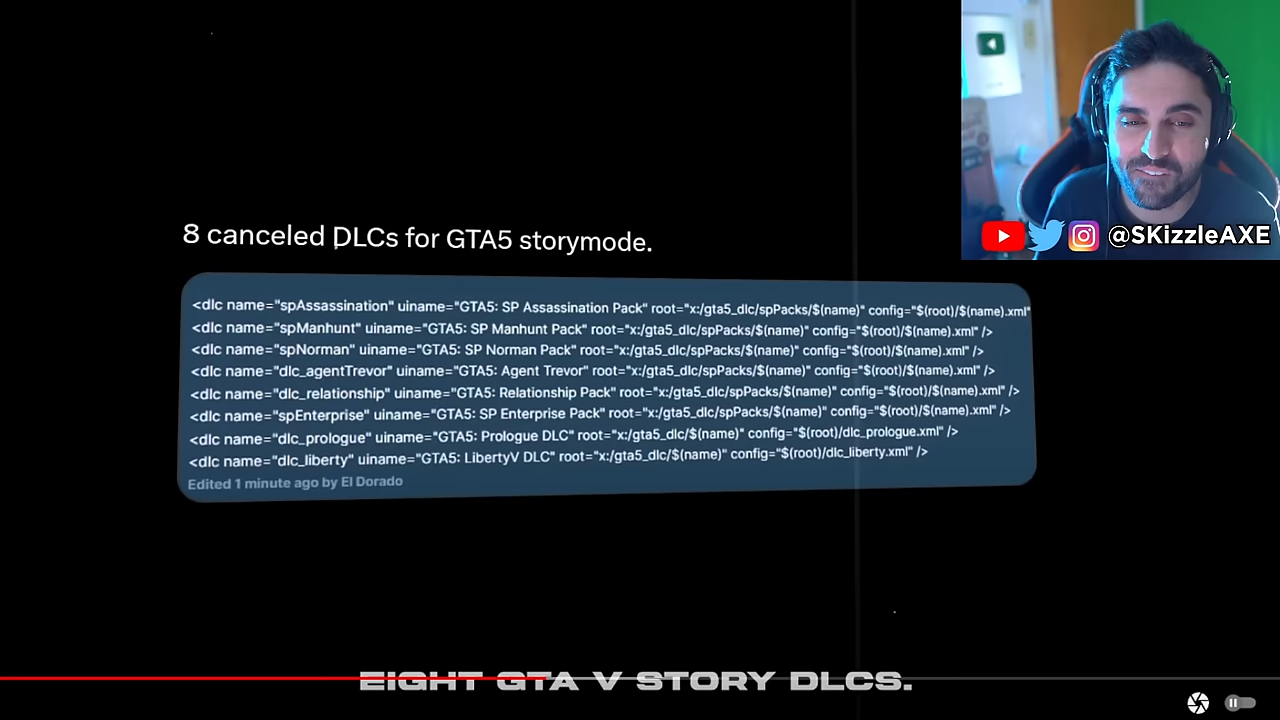 @SKizzleAXE
8 canceled DLCs for GTA5 storymode.
<dlc name="spAssassination" uiname="GTA5: SP Assassination Pack" root="x:/gta5_dlc/spPacks/$(name)" config="$(root)/$(name).xml"
<dlc name="spManhunt" uiname="GTA5: SP Manhunt Pack" root="x:/gta5_dlc/spPacks/$(name)" config="$(root)/$(name).xml" />
<dlc name="spNorman" uiname="GTA5: SP Norman Pack" root="x:/gta5_dlc/spPacks/$(name)" config="$(root)/$(name).xml" />
<dlc name="dlc_agentTrevor" uiname="GTA5: Agent Trevor" root="x:/gta5_dlc/spPacks/$(name)" config="$(root)/$(name).xml" />
<dlc name="dlc_relationship" uiname="GTA5: Relationship Pack" root="x:/gta5_dlc/spPacks/$(name)" config="$(root)/$(name).xml" />
<dlc name="spEnterprise" uiname="GTA5: SP Enterprise Pack" root="x:/gta5_dlc/spPacks/$(name)" config="$(root)/$(name).xml" />
<dlc name="dlc_prologue" uiname="GTA5: Prologue DLC" root="x:/gta5_dlc/$(name)" config="$(root)/dlc_prologue.xml" />
<dlc name="dlc_liberty" uiname="GTA5: LibertyV DLC" root="x:/gta5_dlc/$(name)" config="$(root)/dlc_liberty.xml" />
Edited 1 minute ago by El Dorado
EIGHT GTA V STORY DLCS.